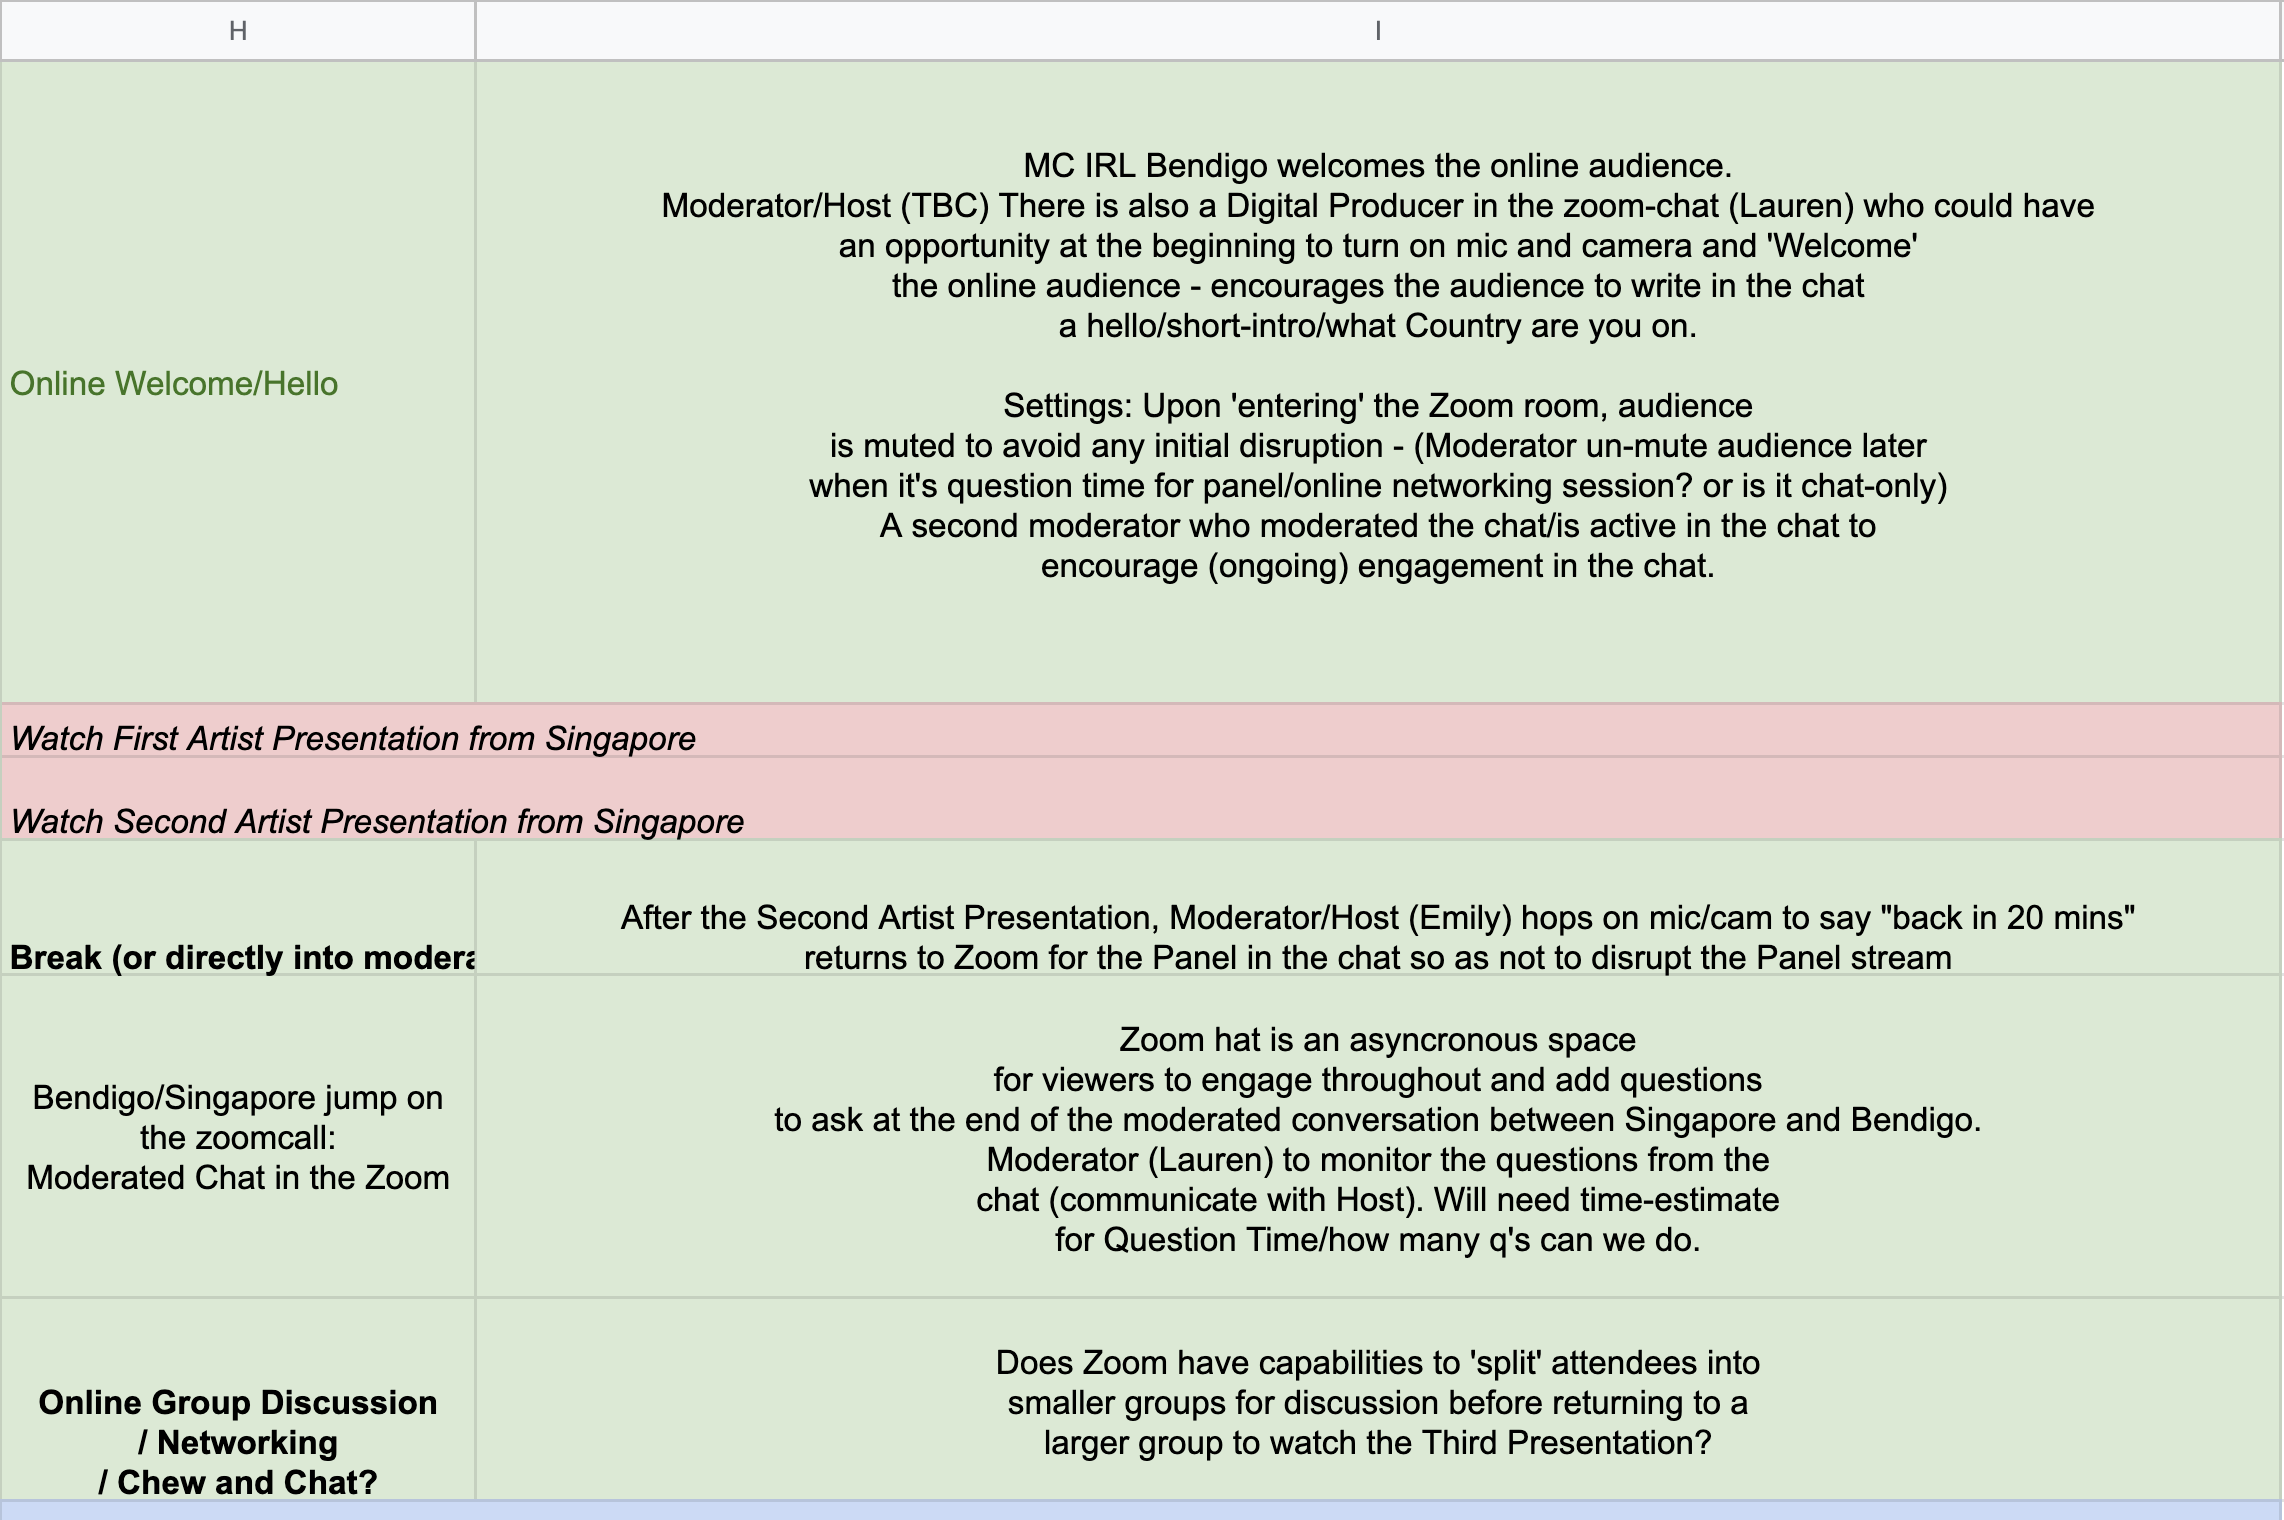 H
I
Online Welcome/Hello
MC IRL Bendigo welcomes the online audience.
Moderator/Host (TBC) There is also a Digital Producer in the zoom-chat (Lauren) who could have
an opportunity at the beginning to turn on mic and camera and 'Welcome'
the online audience - encourages the audience to write in the chat
a hello/short-intro/what Country are you on.
Settings: Upon 'entering' the Zoom room, audience
is muted to avoid any initial disruption - (Moderator un-mute audience later
when it's question time for panel/online networking session? or is it chat-only)
A second moderator who moderated the chat/is active in the chat to
encourage (ongoing) engagement in the chat.
Watch First Artist Presentation from Singapore
Watch Second Artist Presentation from Singapore
Break (or directly into modera
After the Second Artist Presentation, Moderator/Host (Emily) hops on mic/cam to say "back in 20 mins"
returns to Zoom for the Panel in the chat so as not to disrupt the Panel stream
Bendigo/Singapore jump on
the zoomcall:
Moderated Chat in the Zoom
Zoom hat is an asyncronous space
for viewers to engage throughout and add questions
to ask at the end of the moderated conversation between Singapore and Bendigo.
Moderator (Lauren) to monitor the questions from the
chat (communicate with Host). Will need time-estimate
for Question Time/how many q's can we do.
Online Group Discussion
/ Networking
/ Chew and Chat?
Does Zoom have capabilities to 'split' attendees into
smaller groups for discussion before returning to a
larger group to watch the Third Presentation?